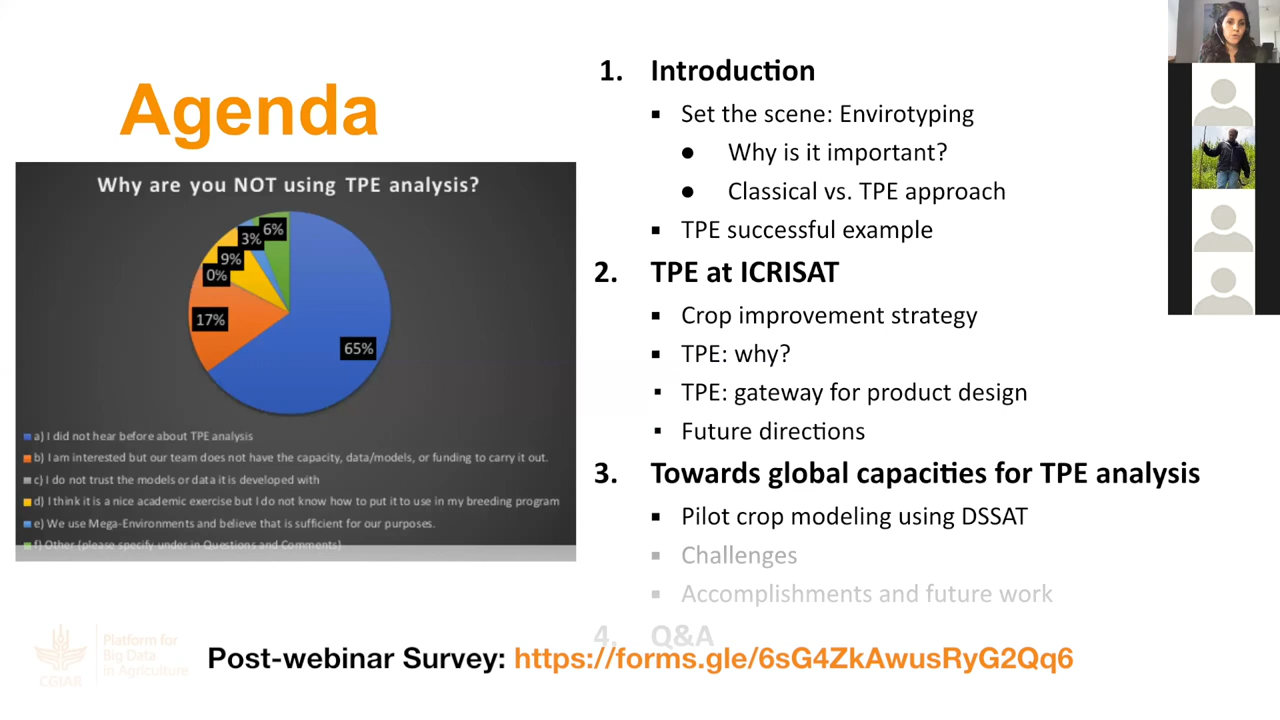 Agenda
Why are you NOT using TPE analysis?
6%
3%
9%
0%
17%
65%
a) I did not hear before about TPE analysis
b) I am interested but our team does not have the capacity, data/models, or funding to carry it out.
c) I do not trust the models or data it is developed with
d) I think it is a nice academic exercise but I do not know how to put it to use in my breeding program
e) We use Mega-Environments and believe that is sufficient for our purposes.
f) Other (please specify under in Questions and Comments)
1. Introduction
▪ Set the scene: Envirotyping
● Why is it important?
● Classical vs. TPE approach
▪ TPE successful example
2. TPE at ICRISAT
▪ Crop improvement strategy
▪ TPE: why?
▪ TPE: gateway for product design
▪ Future directions
3. Towards global capacities for TPE analysis
▪ Pilot crop modeling using DSSAT
▪ Challenges
▪ Accomplishments and future work
4. Q&A
CGIAR
Platform for
Big Data
in Agriculture
Post-webinar Survey: https://forms.gle/6sG4ZkAwusRyG2Qq6